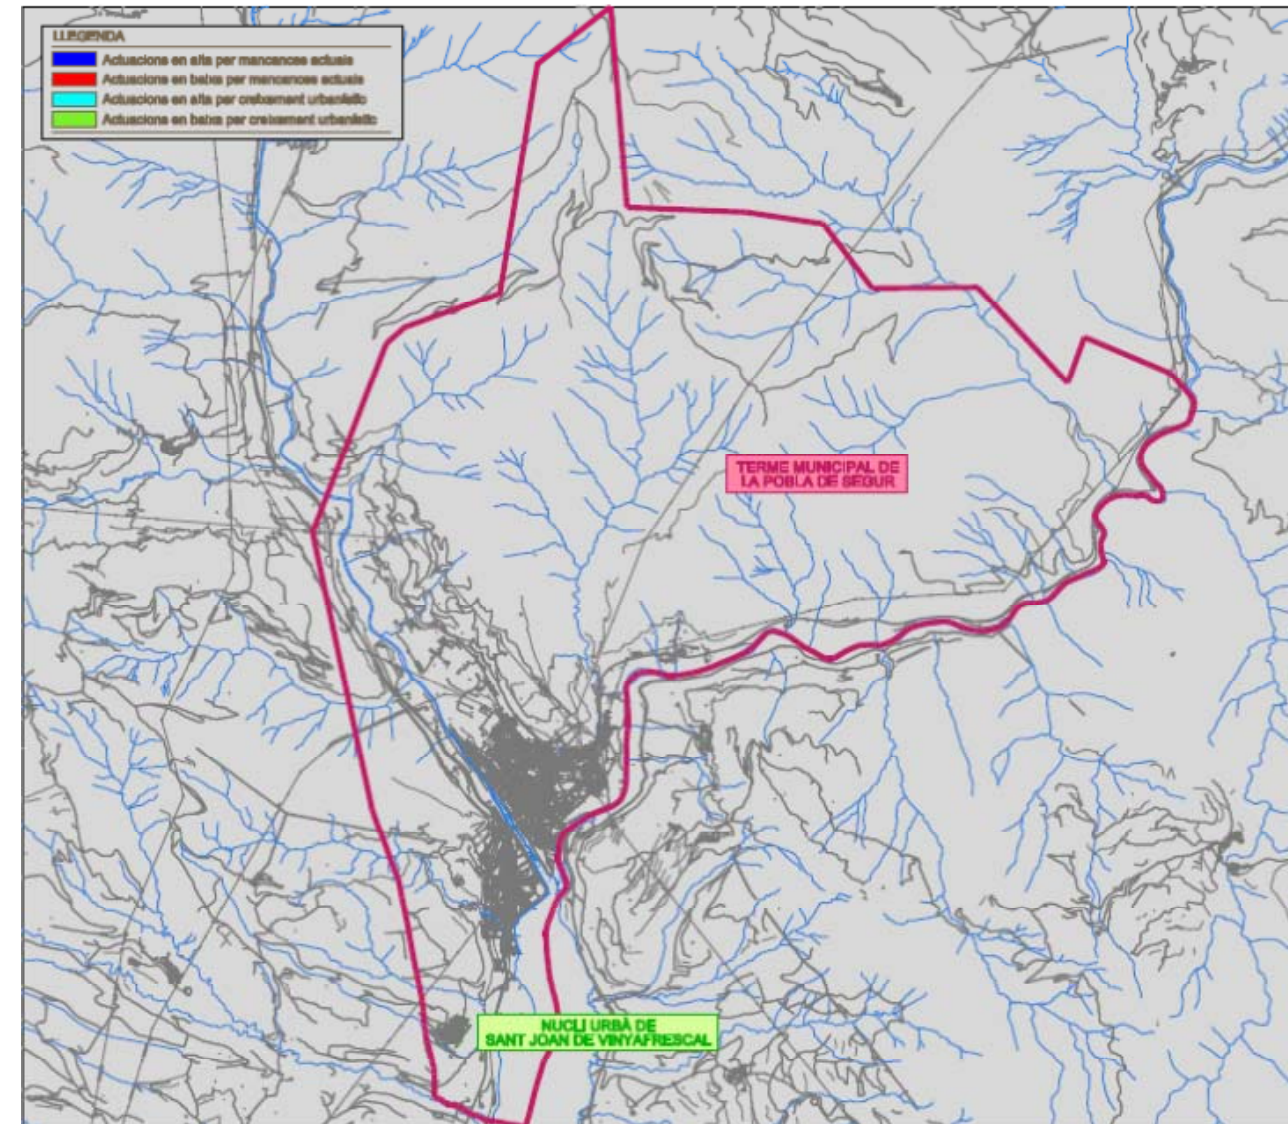 LLEGENDA
Actuacions en alta per mancances actuals
Actuacions en baixa per mancances actuals
Actuacions en alta per creixement urbanístic
Actuacions en baixa per creixement urbanístic
TERME MUNICIPAL DE
LA POBLA DE SEGUR
NUCLI URBÀ DE
SANT JOAN DE VINYAFRESCAL